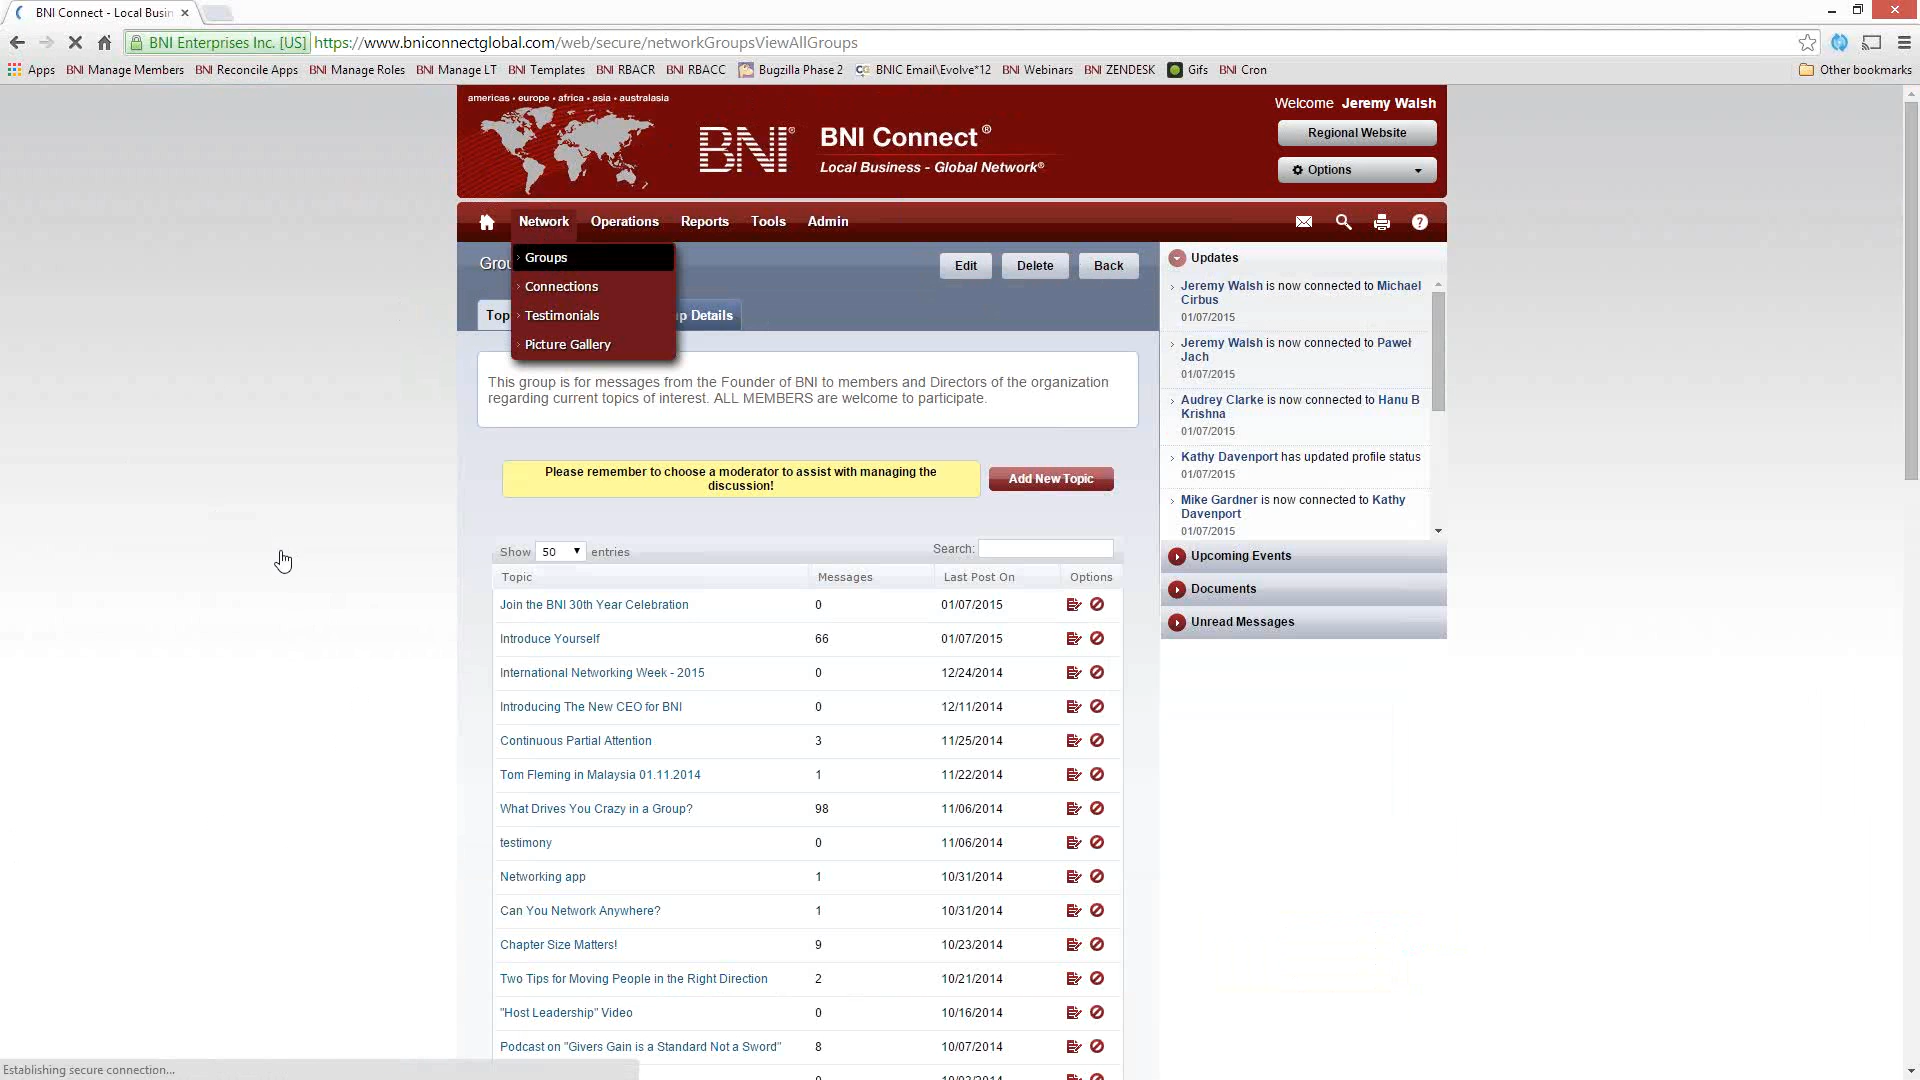 BNI Connect - Local Busin
BNI Enterprises Inc. [US] https://www.bniconnectglobal.com/web/secure/networkGroupsViewAllGroups
Apps BNI Manage Members BNI Reconcile Apps BNI Manage Roles BNI Manage LT BNI Templates BNI RBACR BNI RBACC Bugzilla Phase 2 CG BNIC Email\Evolve*12 BNI Webinars BNI ZENDESK Gifs BNI Cron Other bookmarks
americas • europe • africa • asia • australasia
BNI® BNI Connect®
Local Business - Global Network®
Welcome Jeremy Walsh
Regional Website
Options
Network Operations Reports Tools Admin
Groups
Connections
Testimonials
Picture Gallery
Grou
Edit Delete Back
Top
p Details
This group is for messages from the Founder of BNI to members and Directors of the organization
regarding current topics of interest. ALL MEMBERS are welcome to participate.
Please remember to choose a moderator to assist with managing the
discussion!
Add New Topic
Show 50 entries Search:
Topic Messages Last Post On Options
Join the BNI 30th Year Celebration 0 01/07/2015
Introduce Yourself 66 01/07/2015
International Networking Week - 2015 0 12/24/2014
Introducing The New CEO for BNI 0 12/11/2014
Continuous Partial Attention 3 11/25/2014
Tom Fleming in Malaysia 01.11.2014 1 11/22/2014
What Drives You Crazy in a Group? 98 11/06/2014
testimony 0 11/06/2014
Networking app 1 10/31/2014
Can You Network Anywhere? 1 10/31/2014
Chapter Size Matters! 9 10/23/2014
Two Tips for Moving People in the Right Direction 2 10/21/2014
"Host Leadership" Video 0 10/16/2014
Podcast on "Givers Gain is a Standard Not a Sword" 8 10/07/2014
Updates
Jeremy Walsh is now connected to Michael
Cirbus
01/07/2015
Jeremy Walsh is now connected to Paweł
Jach
01/07/2015
Audrey Clarke is now connected to Hanu B
Krishna
01/07/2015
Kathy Davenport has updated profile status
01/07/2015
Mike Gardner is now connected to Kathy
Davenport
01/07/2015
Upcoming Events
Documents
Unread Messages
Establishing secure connection...